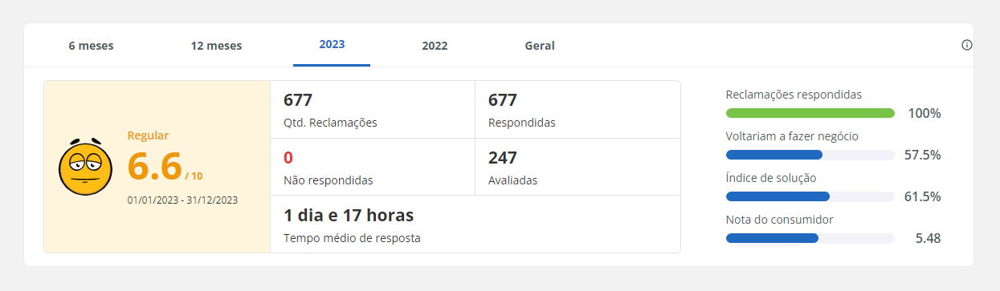 6 meses
12 meses
2023
2022
Geral
Regular
6.6 / 10
01/01/2023 - 31/12/2023
677
Qtd. Reclamações
677
Respondidas
0
Não respondidas
247
Avaliadas
1 dia e 17 horas
Tempo médio de resposta
Reclamações respondidas
100%
Voltariam a fazer negócio
57.5%
Índice de solução
61.5%
Nota do consumidor
5.48